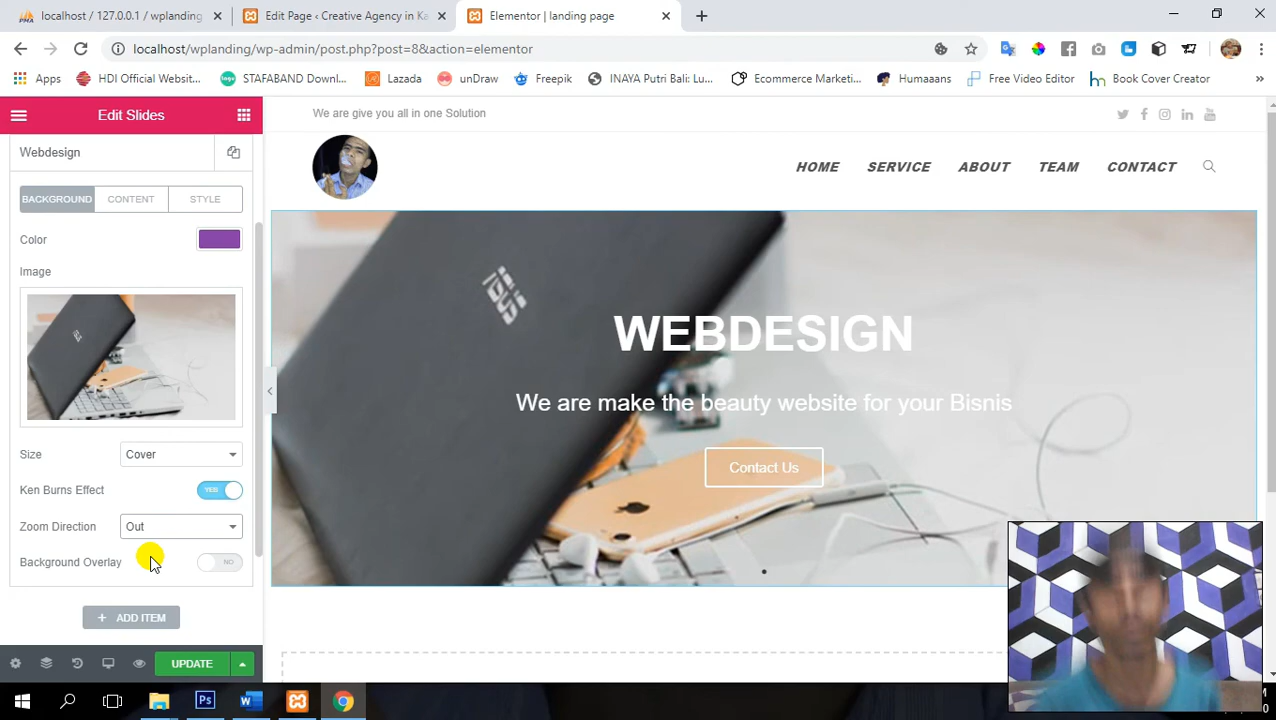 localhost / 127.0.0.1 / wplandin
Edit Page ‹ Creative Agency in Ka
Elementor | landing page
localhost/wplanding/wp-admin/post.php?post=8&action=elementor
Apps
HDI Official Websit...
STAFABAND Downl...
Lazada
unDraw
Freepik
INAYA Putri Bali: Lu...
Ecommerce Marketi...
Humaaans
Free Video Editor
Book Cover Creator
»
Edit Slides
We are give you all in one Solution
Webdesign
HOME SERVICE ABOUT TEAM CONTACT
BACKGROUND CONTENT STYLE
Color
Image
ASUS
WEBDESIGN
We are make the beauty website for your Bisnis
Contact Us
Size Cover
Ken Burns Effect YES
Zoom Direction Out
Background Overlay NO
+ ADD ITEM
UPDATE